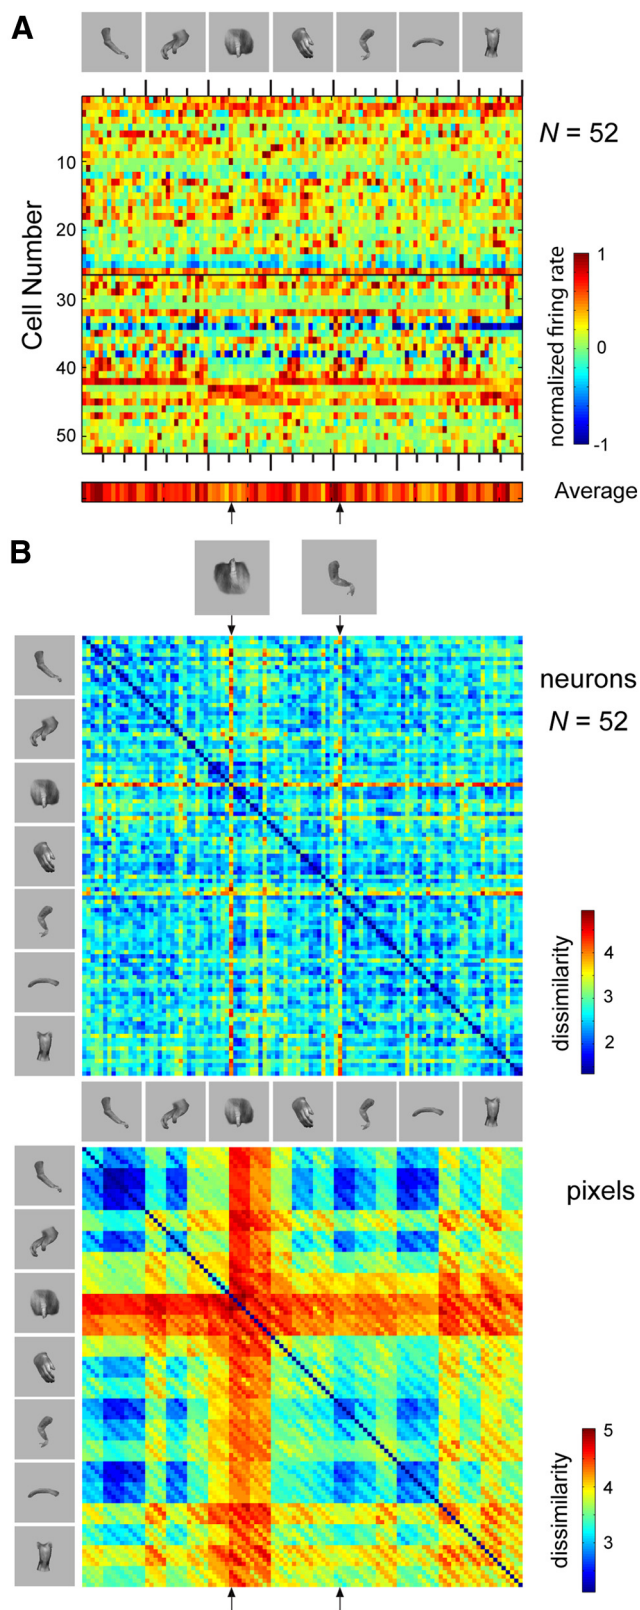 A
N = 52
Cell Number
10
20
30
40
50
normalized firing rate
1
0
-1
Average
B
neurons
N = 52
dissimilarity
4
3
2
pixels
dissimilarity
5
4
3